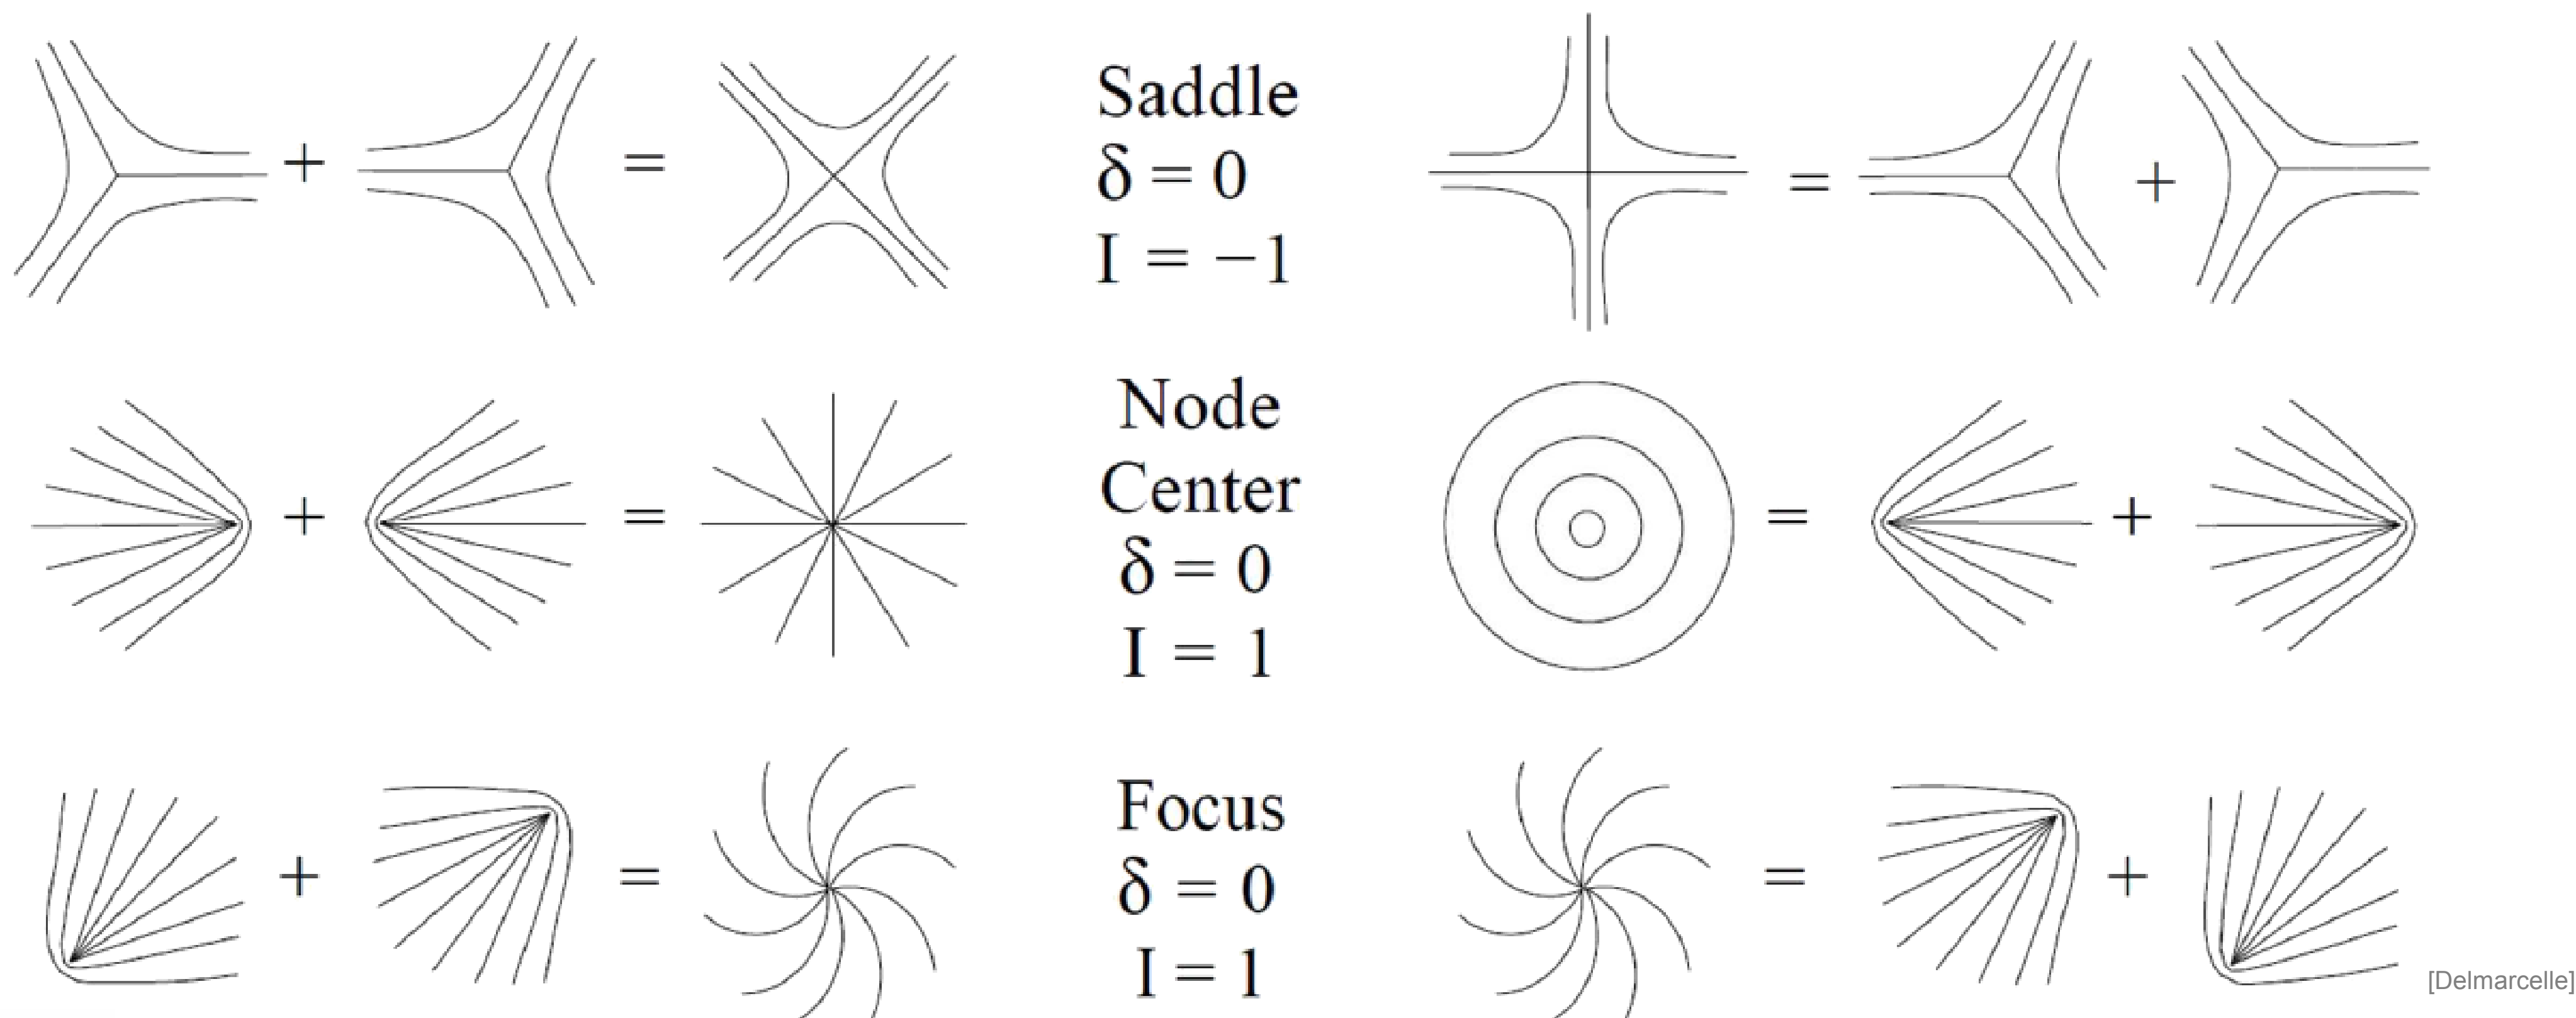 + = Saddle = +
δ = 0
I = −1
+ = Node = +
Center
δ = 0
I = 1
+ = Focus = +
δ = 0
I = 1
[Delmarcelle]